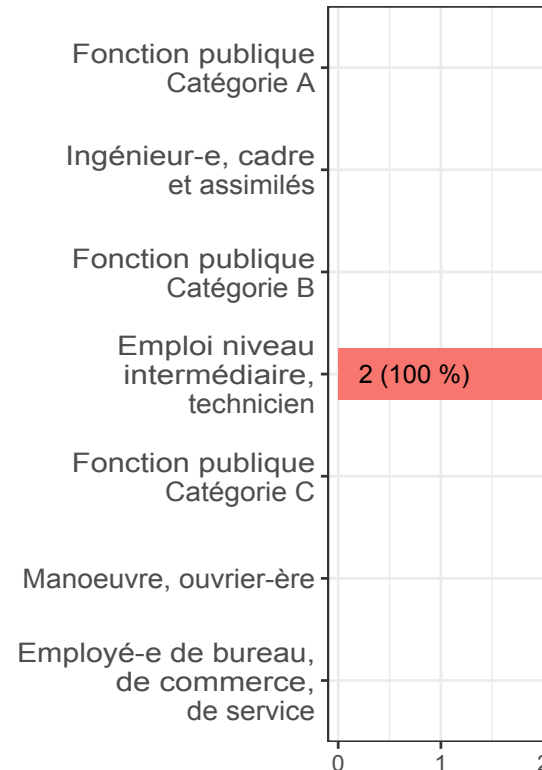 Fonction publique
Catégorie A
Ingénieur-e, cadre
et assimilés
Fonction publique
Catégorie B
Emploi niveau
intermédiaire,
technicien
2 (100 %)
Fonction publique
Catégorie C
Manoeuvre, ouvrier-ère
Employé-e de bureau,
de commerce,
de service
0 1 2